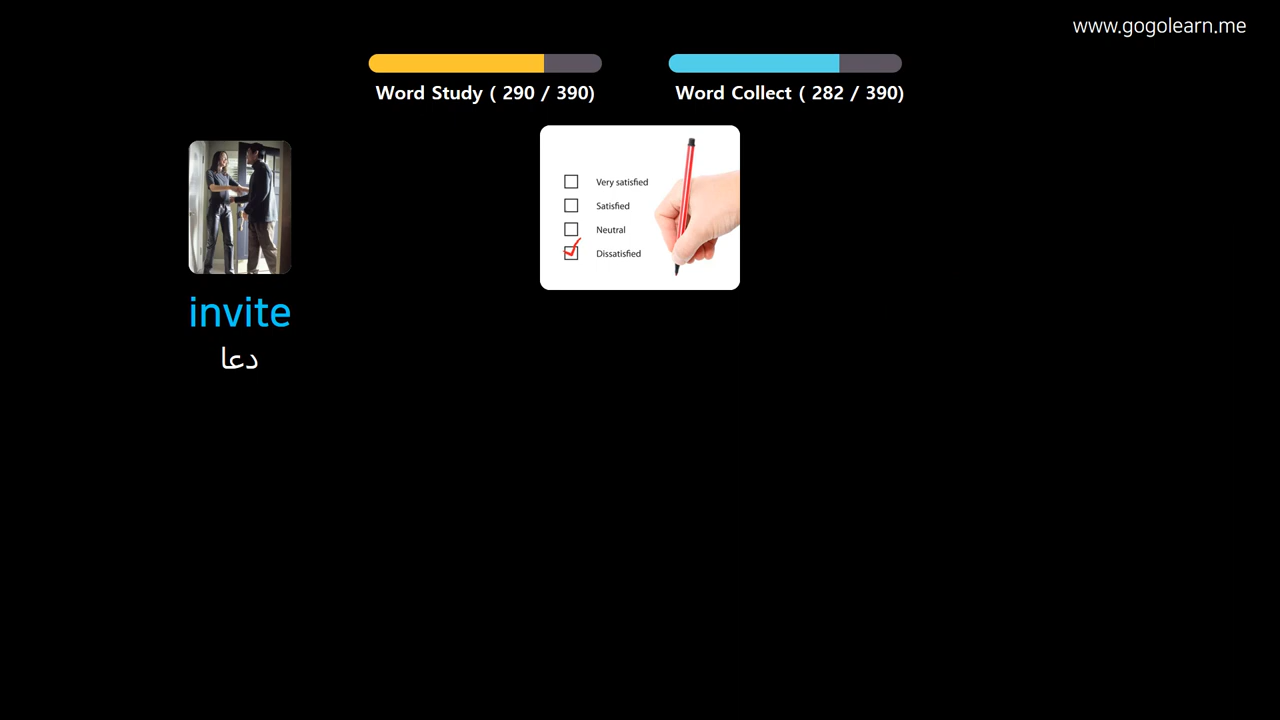 www.gogolearn.me
Word Study ( 290 / 390)
Word Collect ( 282 / 390)
Very satisfied
Satisfied
Neutral
Dissatisfied
invite
دعا